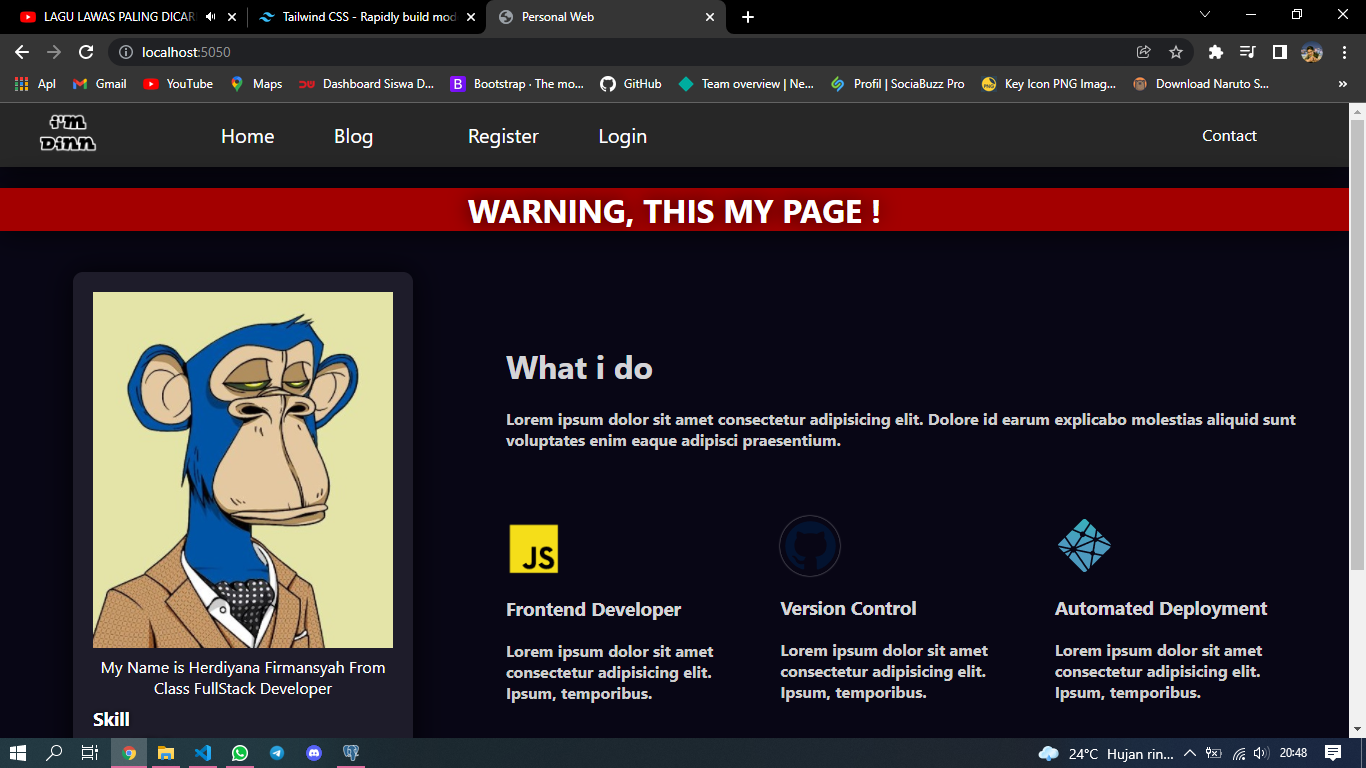 LAGU LAWAS PALING DICAR
Tailwind CSS - Rapidly build mod
Personal Web
localhost:5050
Apl
Gmail
YouTube
Maps
Dashboard Siswa D...
B
Bootstrap · The mo...
GitHub
Team overview | Ne...
Profil | SociaBuzz Pro
Key Icon PNG Imag...
Download Naruto S...
»
i'm
Dinn
Home
Blog
Register
Login
Contact
WARNING, THIS MY PAGE !
What i do
Lorem ipsum dolor sit amet consectetur adipisicing elit. Dolore id earum explicabo molestias aliquid sunt
voluptates enim eaque adipisci praesentium.
JS
Frontend Developer
Lorem ipsum dolor sit amet
consectetur adipisicing elit.
Ipsum, temporibus.
Version Control
Lorem ipsum dolor sit amet
consectetur adipisicing elit.
Ipsum, temporibus.
Automated Deployment
Lorem ipsum dolor sit amet
consectetur adipisicing elit.
Ipsum, temporibus.
My Name is Herdiyana Firmansyah From
Class FullStack Developer
Skill
24°C Hujan rin...
20:48